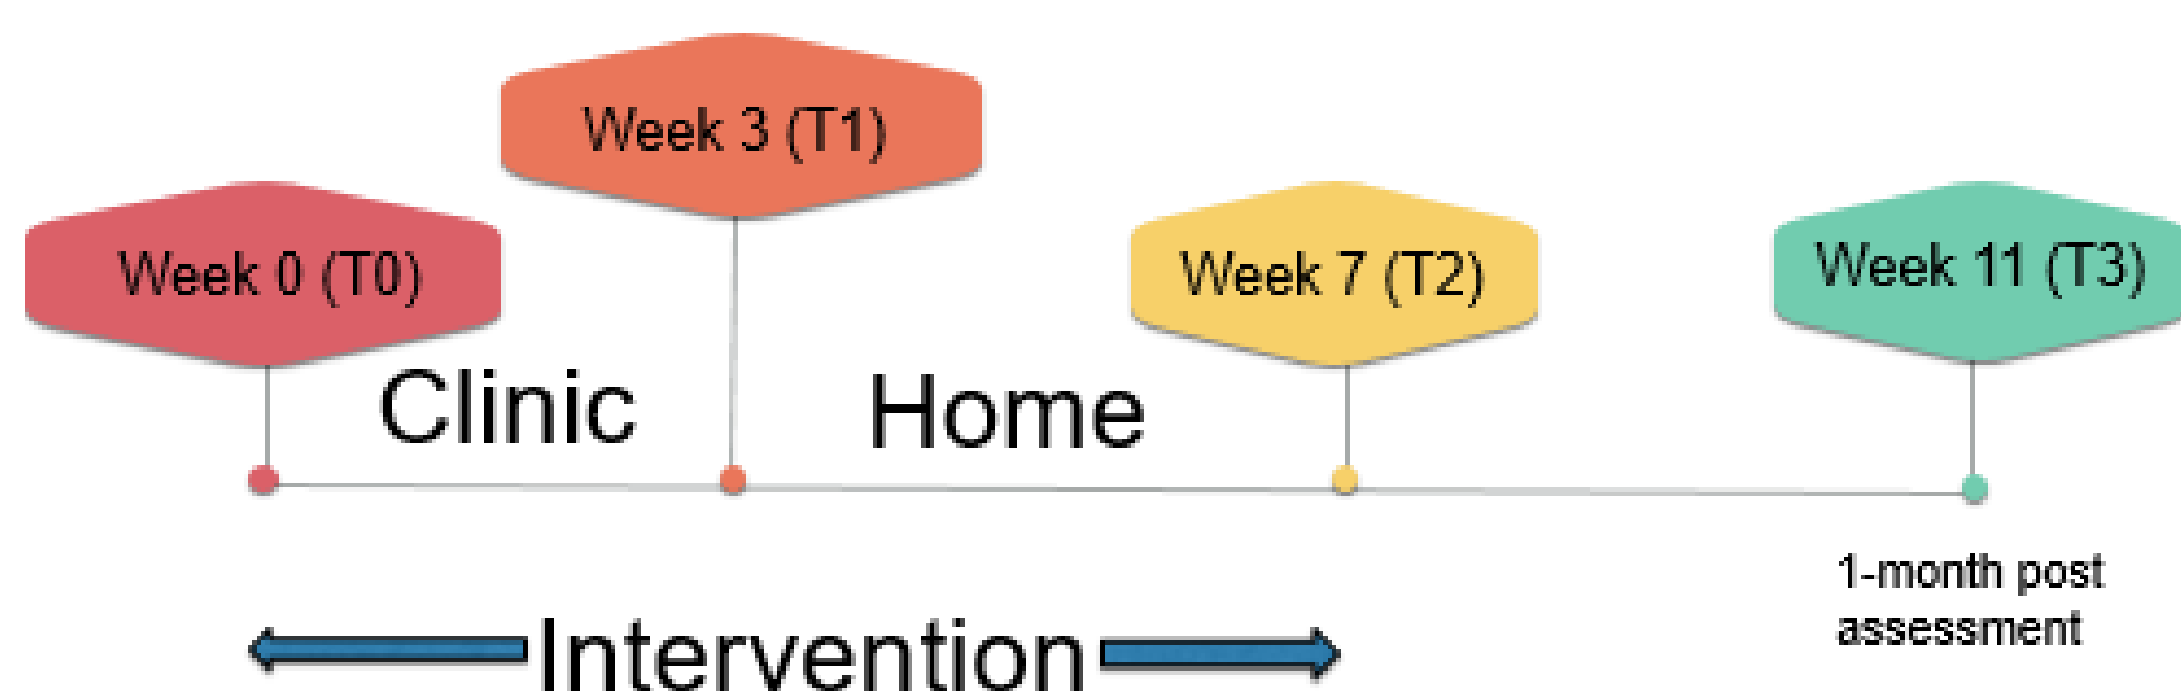 Week 3 (T1)
Week 0 (T0)
Week 7 (T2)
Week 11 (T3)
Clinic
Home
1-month post
assessment
Intervention